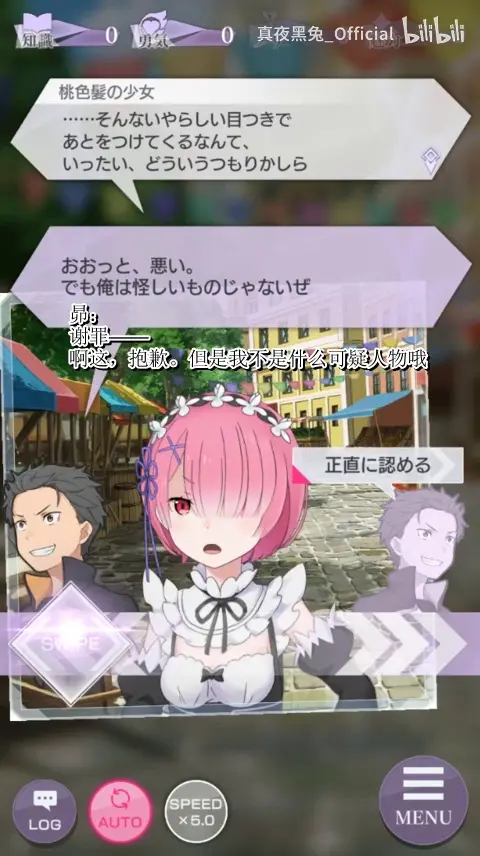 知識 0 勇気 0
真夜黑兔_Official bilibili
桃色髪の少女
……そんないやらしい目つきで
あとをつけてくるなんて、
いったい、どういうつもりかしら
おおっと、悪い。
でも俺は怪しいものじゃないぜ
昴:
谢罪——
啊这，抱歉。但是我不是什么可疑人物哦
正直に認める
SWIPE
LOG
AUTO
SPEED
×5.0
MENU